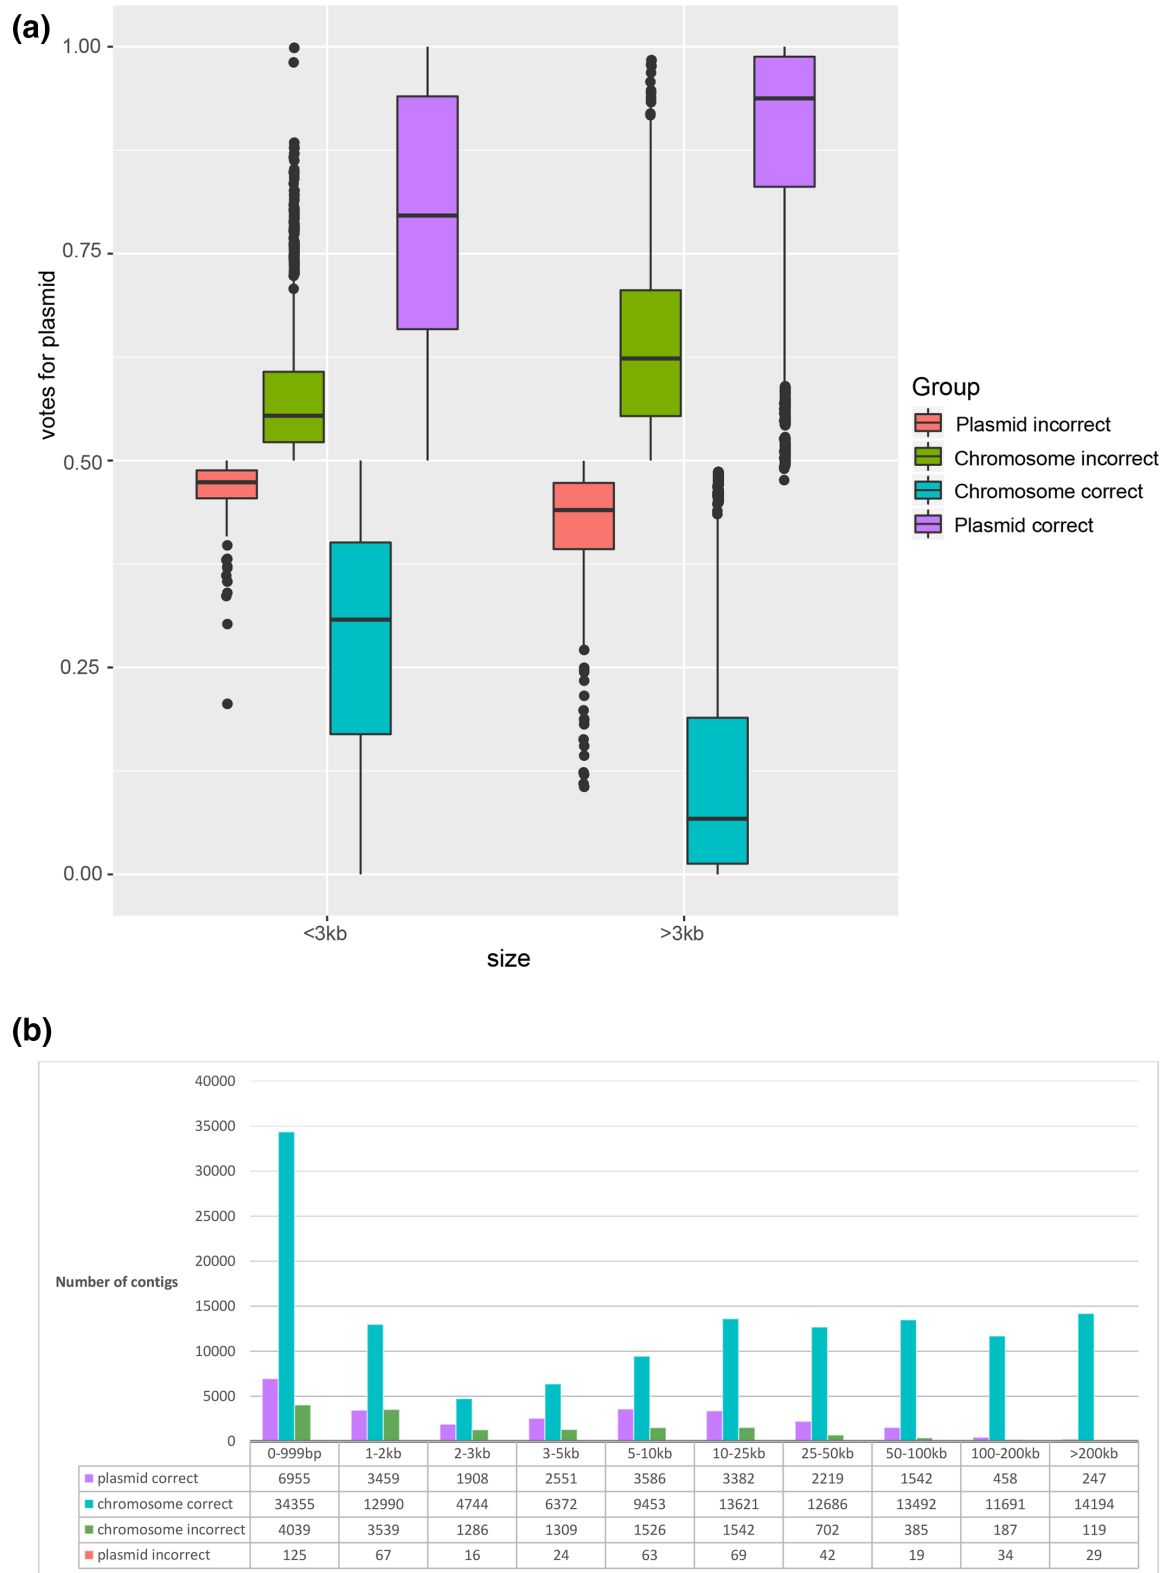 (a)
1.00
0.75
0.50
0.25
0.00
votes for plasmid
<3kb >3kb
size
Group
Plasmid incorrect
Chromosome incorrect
Chromosome correct
Plasmid correct
(b)
40000
35000
30000
25000
20000
15000
10000
5000
0
Number of contigs
0-999bp 1-2kb 2-3kb 3-5kb 5-10kb 10-25kb 25-50kb 50-100kb 100-200kb >200kb
plasmid correct 6955 3459 1908 2551 3586 3382 2219 1542 458 247
chromosome correct 34355 12990 4744 6372 9453 13621 12686 13492 11691 14194
chromosome incorrect 4039 3539 1286 1309 1526 1542 702 385 187 119
plasmid incorrect 125 67 16 24 63 69 42 19 34 29